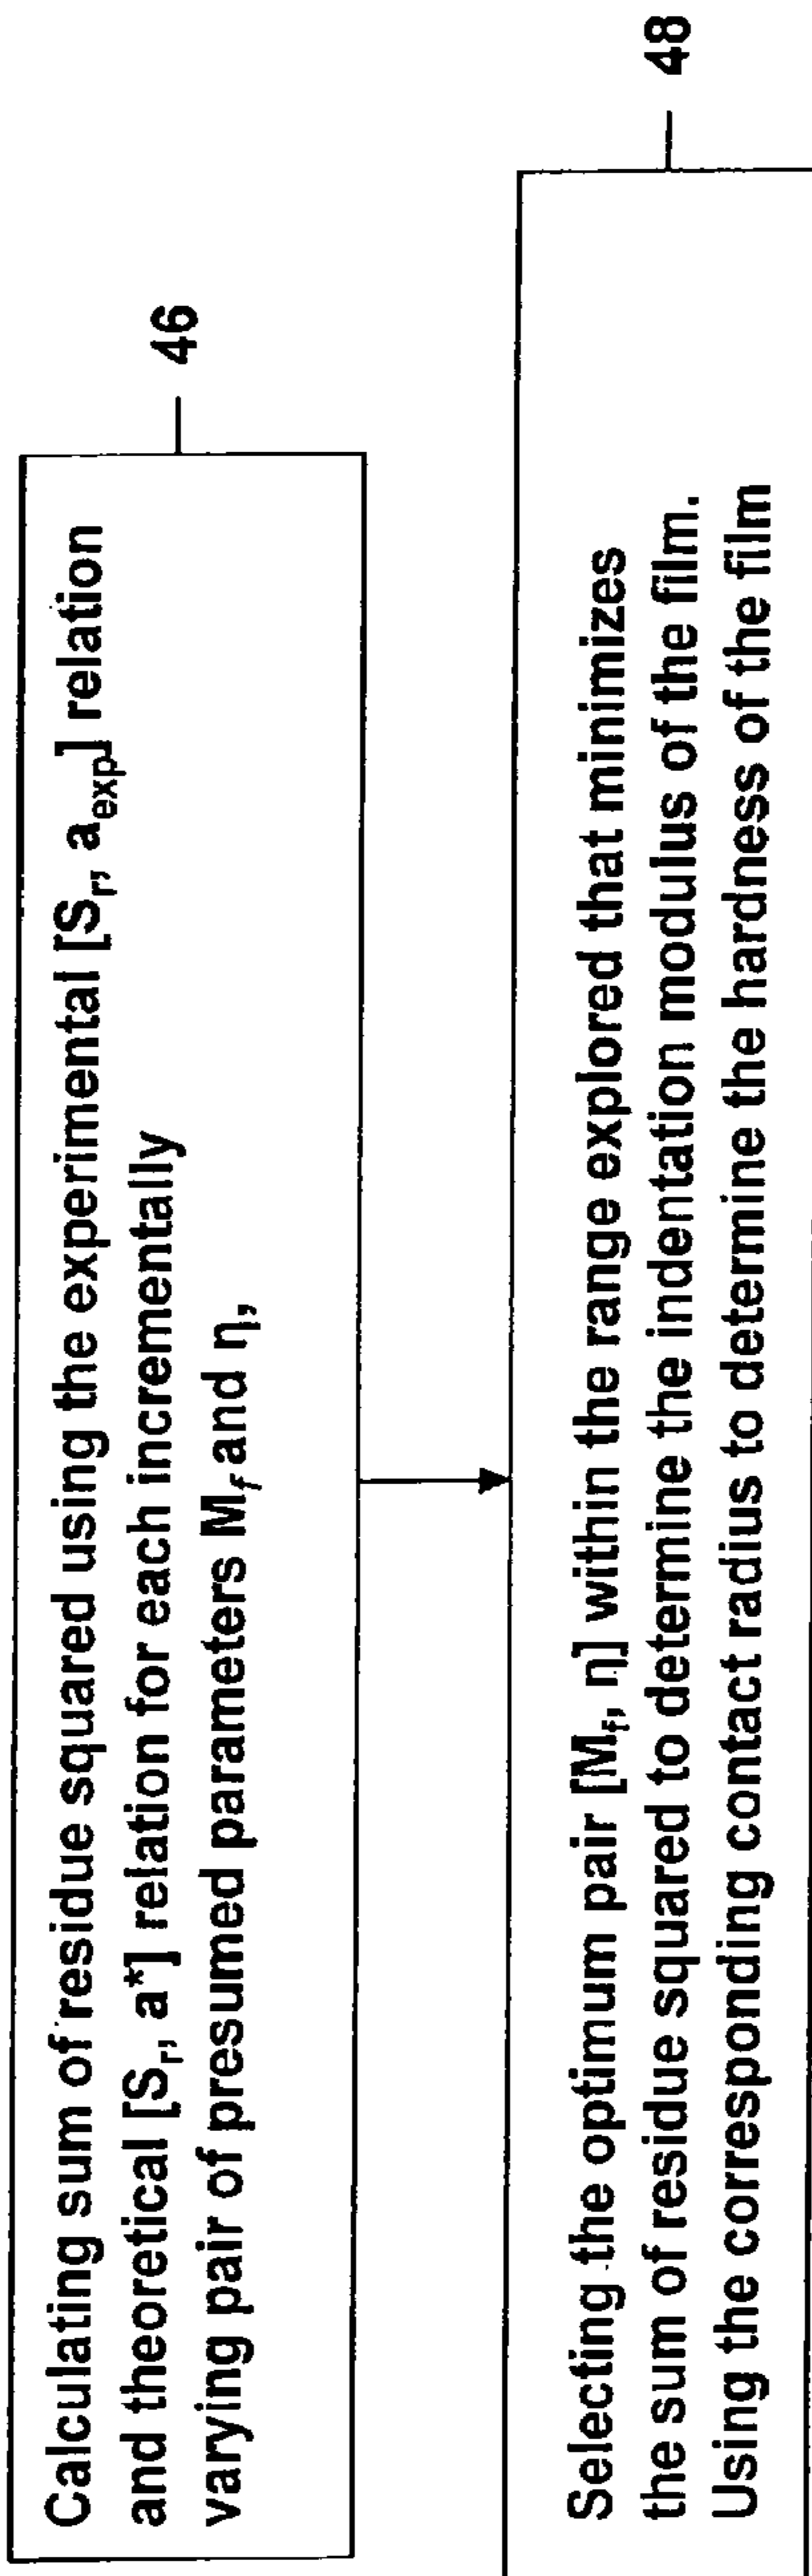 Calculating sum of residue squared using the experimental [Sᵣ, a_exp] relation
and theoretical [Sᵣ, a*] relation for each incrementally
varying pair of presumed parameters M_f and η,
46
Selecting the optimum pair [M_f, η] within the range explored that minimizes
the sum of residue squared to determine the indentation modulus of the film.
Using the corresponding contact radius to determine the hardness of the film
48